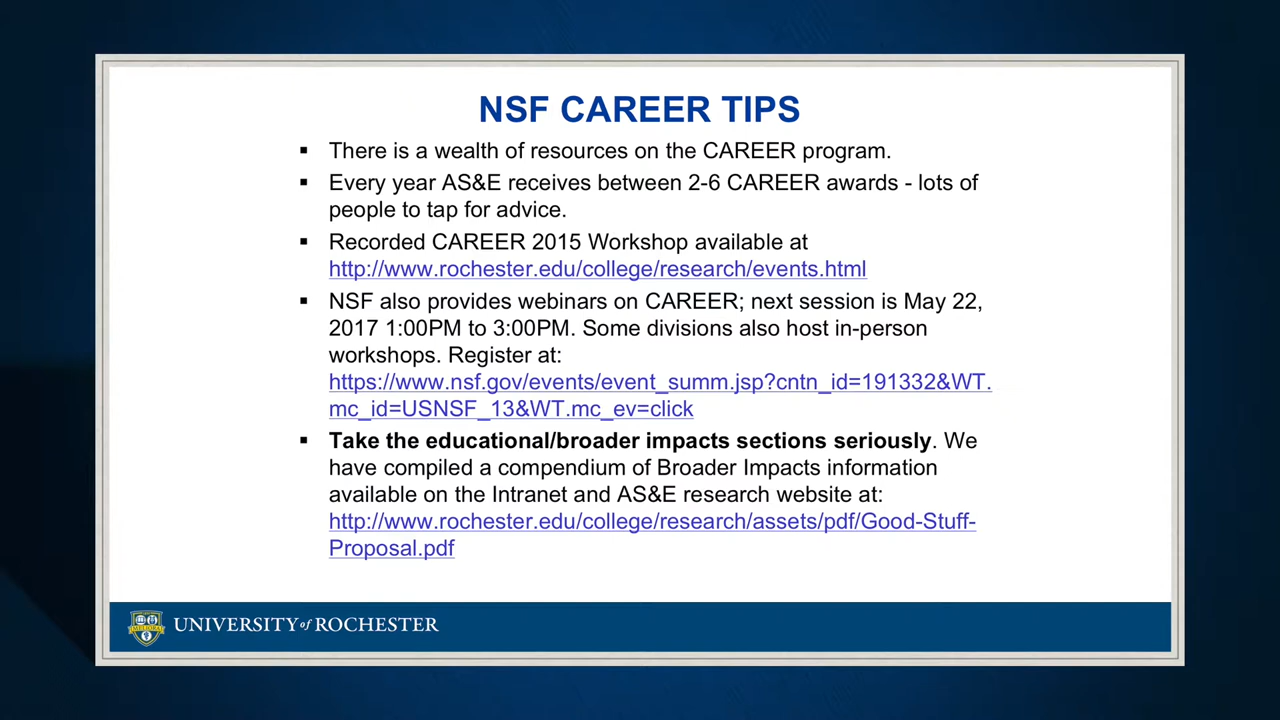 NSF CAREER TIPS
▪ There is a wealth of resources on the CAREER program.
▪ Every year AS&E receives between 2-6 CAREER awards - lots of
people to tap for advice.
▪ Recorded CAREER 2015 Workshop available at
http://www.rochester.edu/college/research/events.html
▪ NSF also provides webinars on CAREER; next session is May 22,
2017 1:00PM to 3:00PM. Some divisions also host in-person
workshops. Register at:
https://www.nsf.gov/events/event_summ.jsp?cntn_id=191332&WT.
mc_id=USNSF_13&WT.mc_ev=click
▪ Take the educational/broader impacts sections seriously. We
have compiled a compendium of Broader Impacts information
available on the Intranet and AS&E research website at:
http://www.rochester.edu/college/research/assets/pdf/Good-Stuff-
Proposal.pdf
MELIORA
UNIVERSITY of ROCHESTER